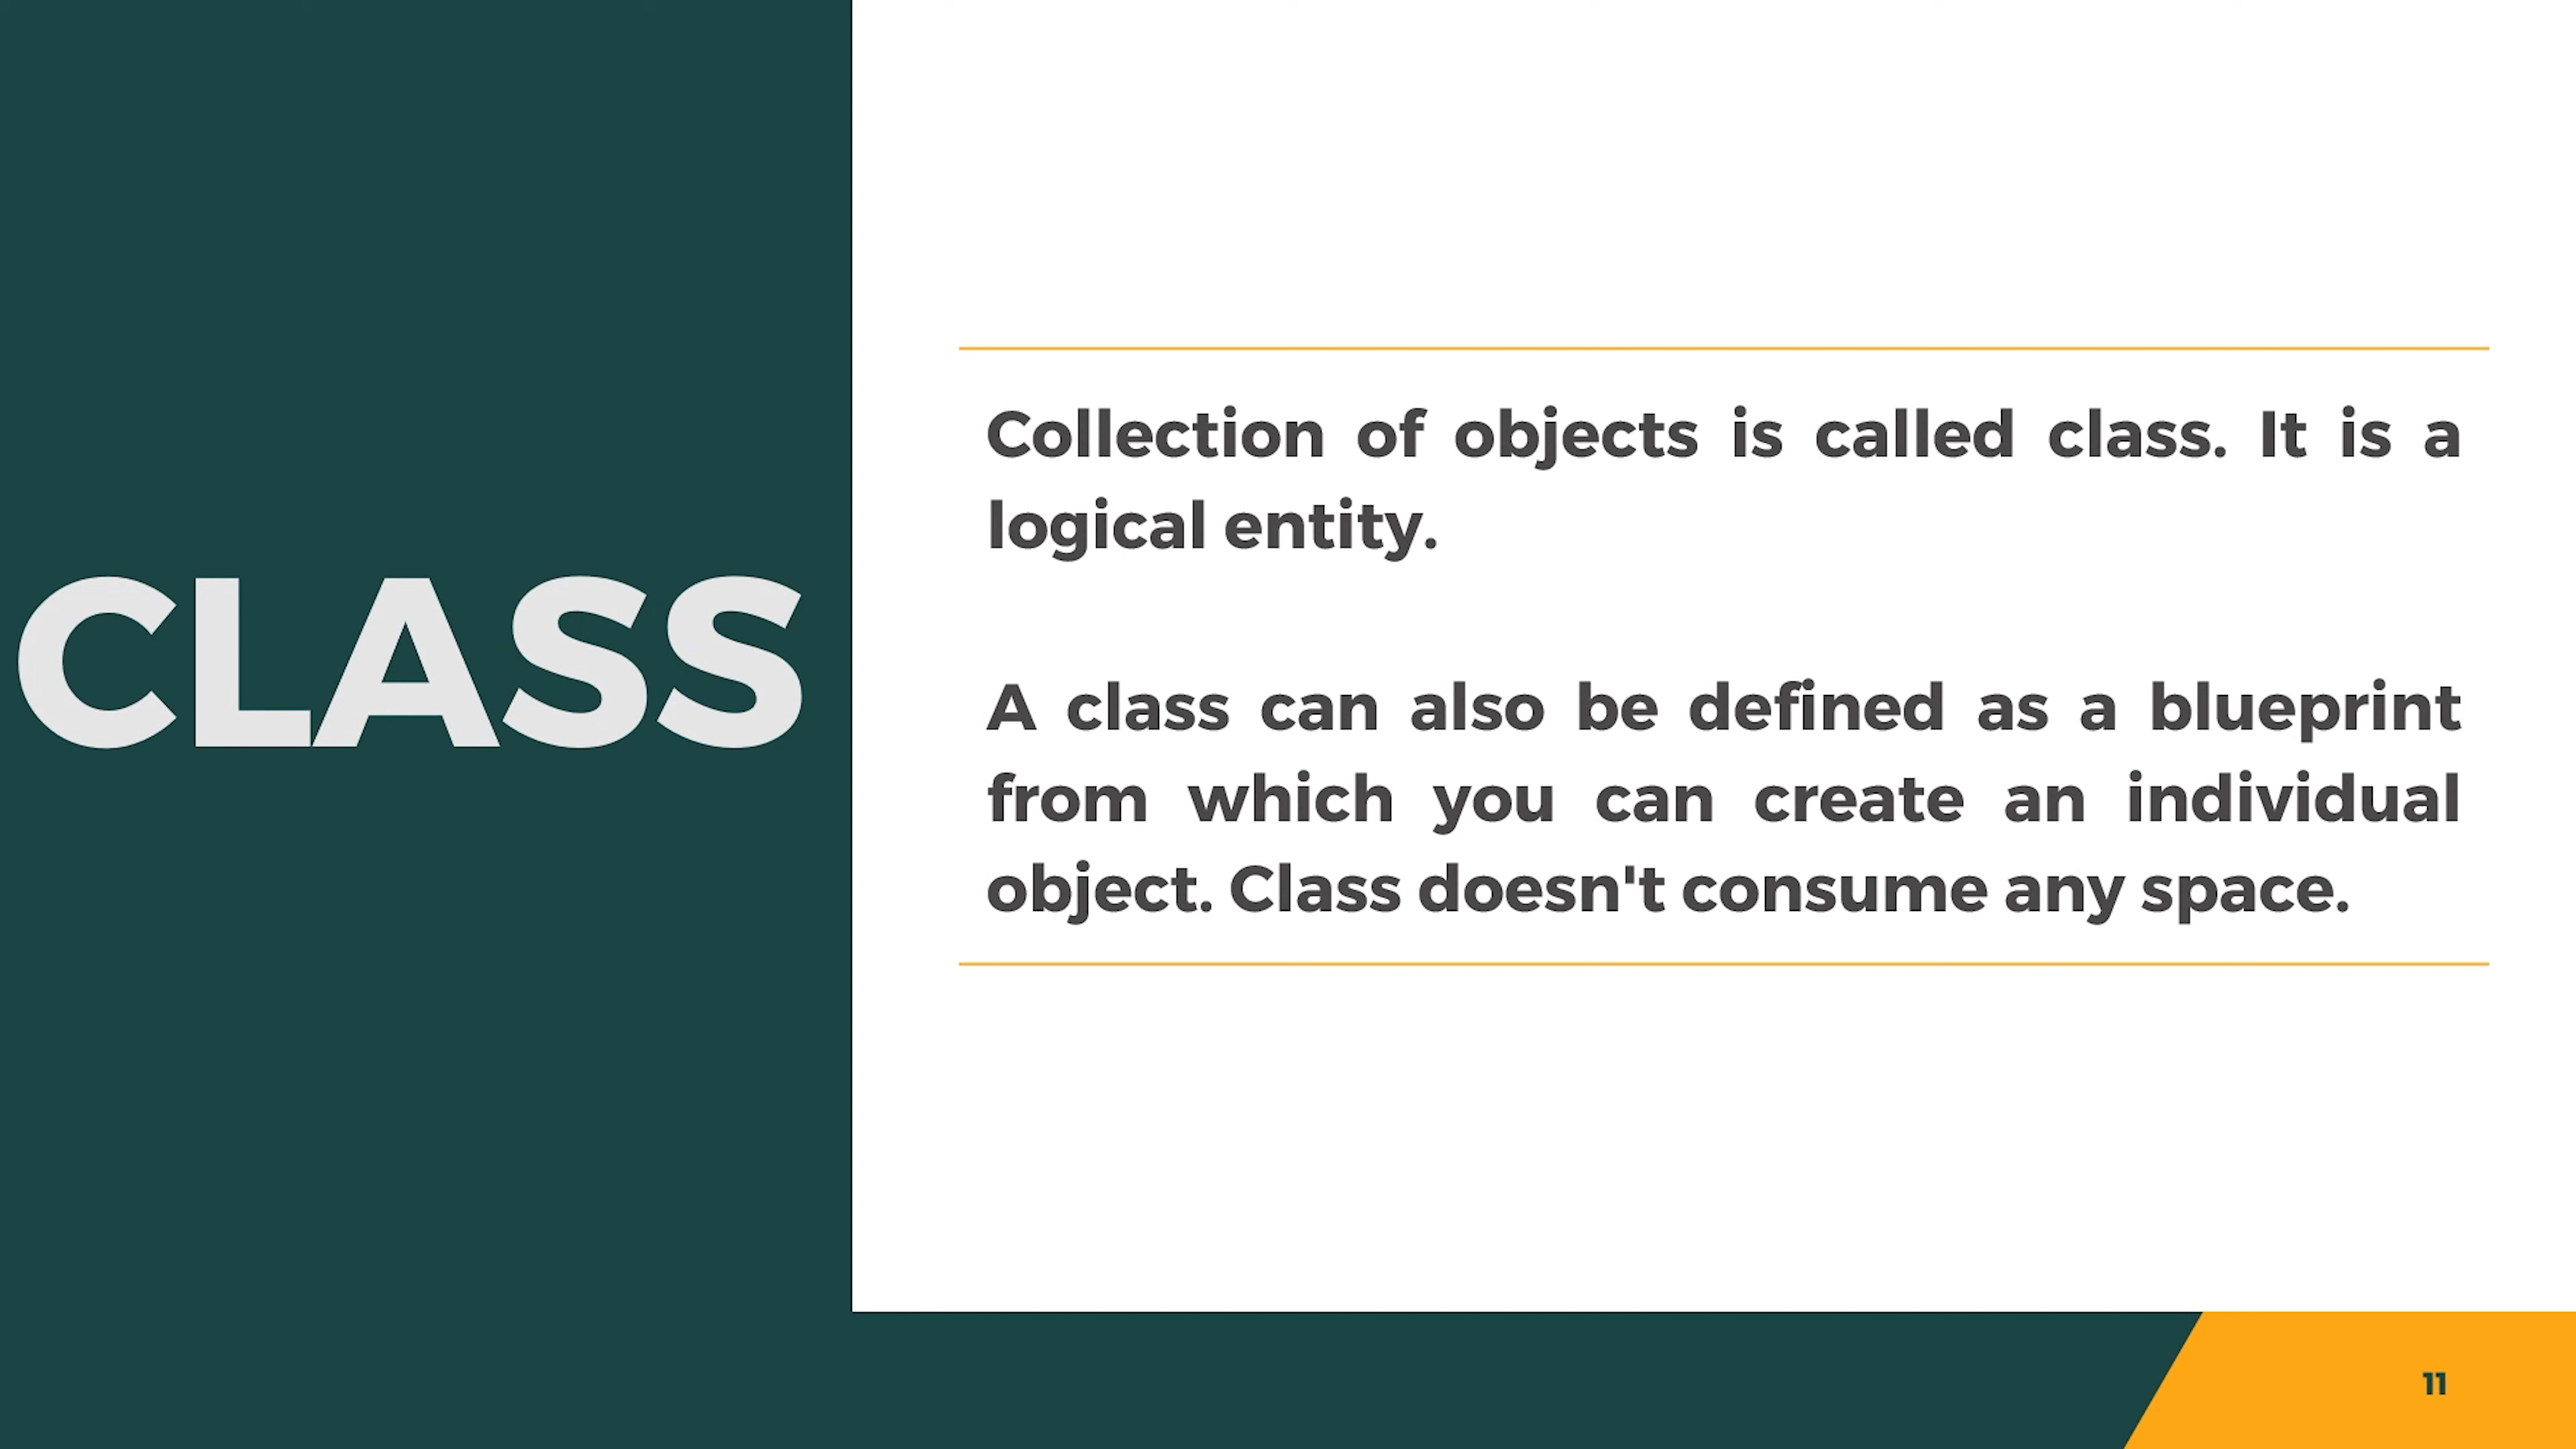 CLASS
Collection of objects is called class. It is a
logical entity.
A class can also be defined as a blueprint
from which you can create an individual
object. Class doesn't consume any space.
11